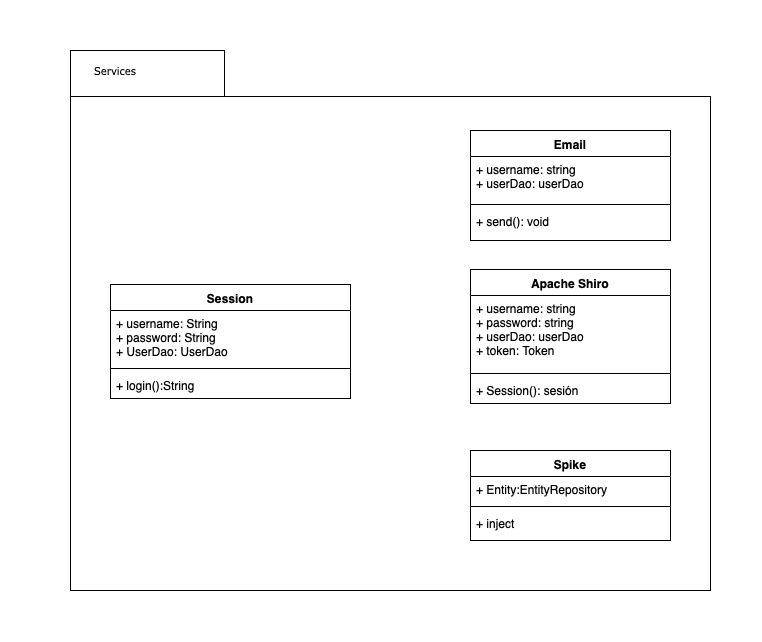 Services
Email
+ username: string
+ userDao: userDao
+ send(): void
Session
+ username: String
+ password: String
+ UserDao: UserDao
+ login():String
Apache Shiro
+ username: string
+ password: string
+ userDao: userDao
+ token: Token
+ Session(): sesión
Spike
+ Entity:EntityRepository
+ inject